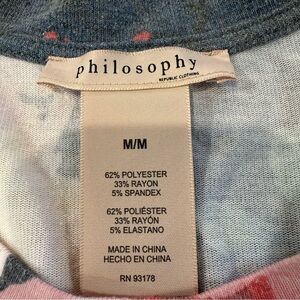 philosophy
REPUBLIC CLOTHING
M/M
62% POLYESTER
33% RAYON
5% SPANDEX
62% POLIÉSTER
33% RAYÓN
5% ELASTANO
MADE IN CHINA
HECHO EN CHINA
RN 93178